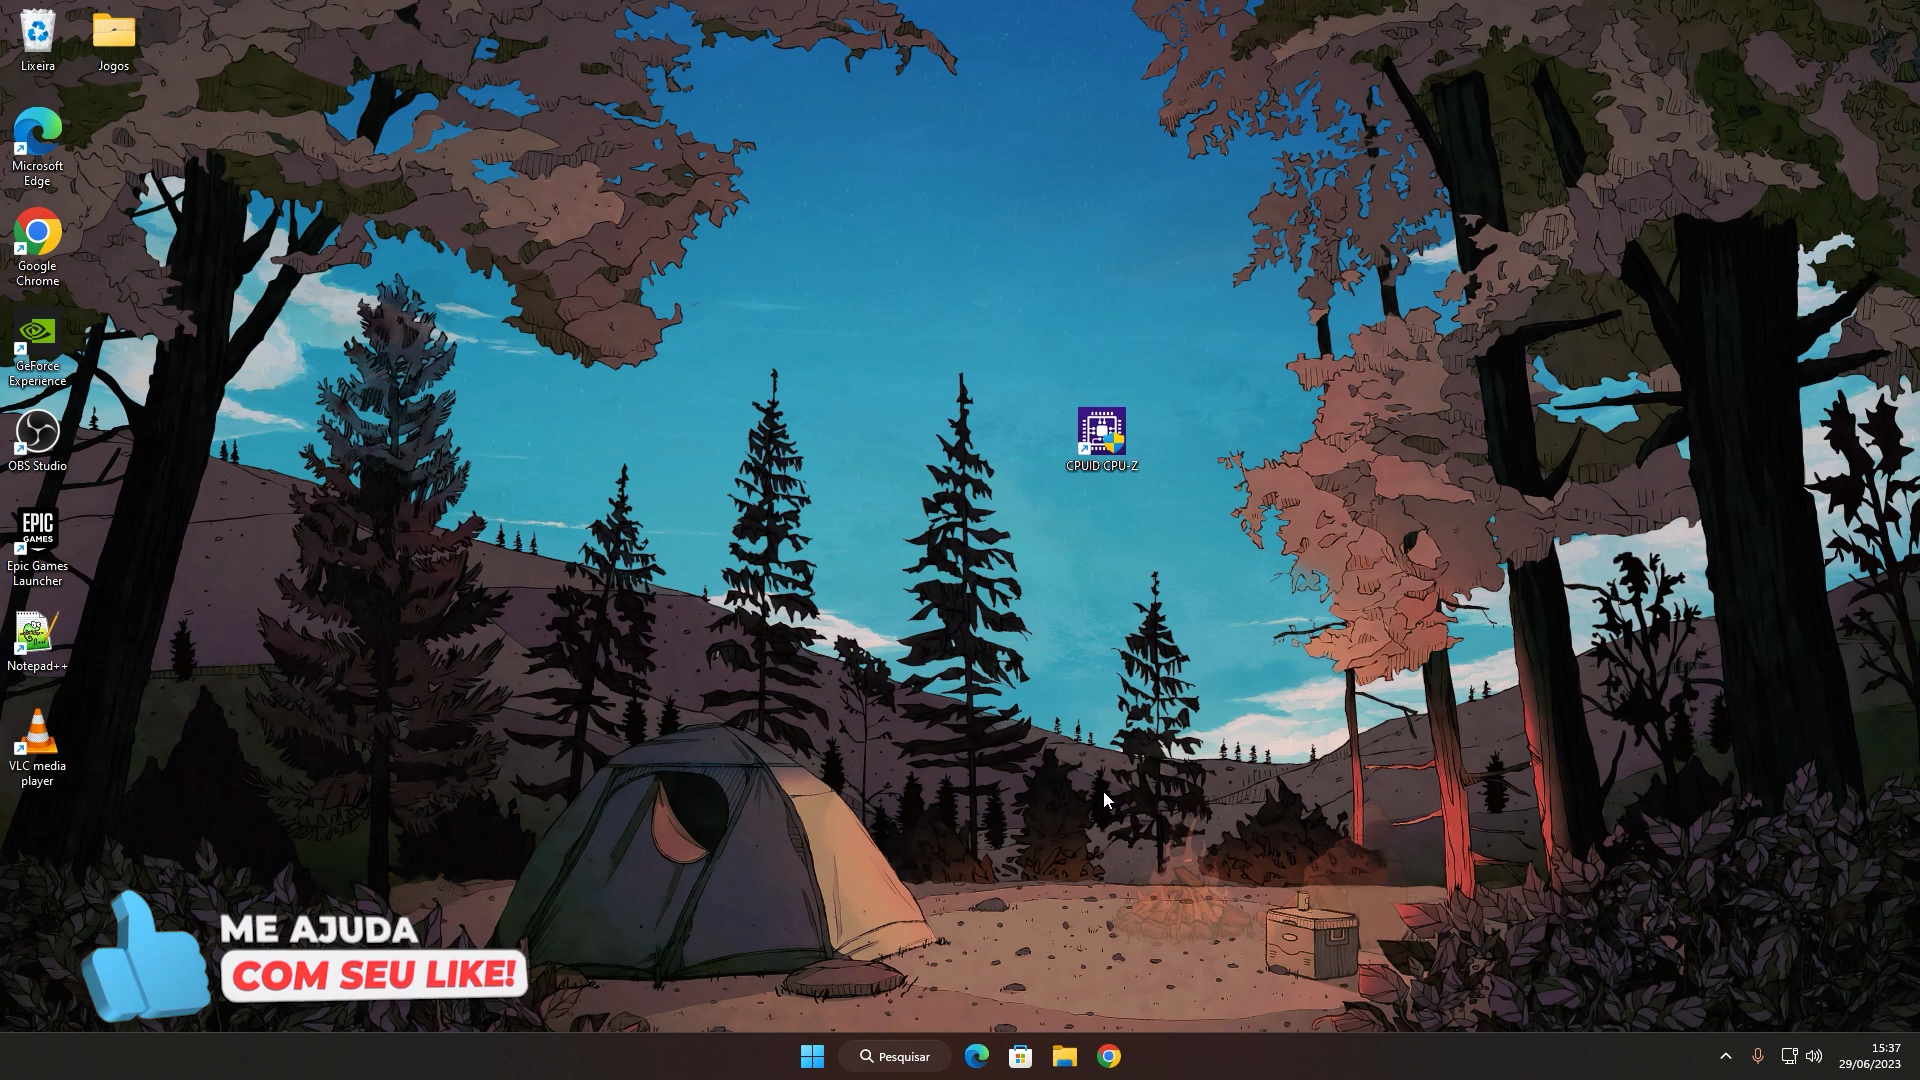 Lixeira
Jogos
Microsoft
Edge
Google
Chrome
GeForce
Experience
OBS Studio
EPIC
GAMES
Epic Games
Launcher
Notepad++
VLC media
player
CPUID CPU-Z
ME AJUDA
COM SEU LIKE!
Pesquisar
15:37
29/06/2023